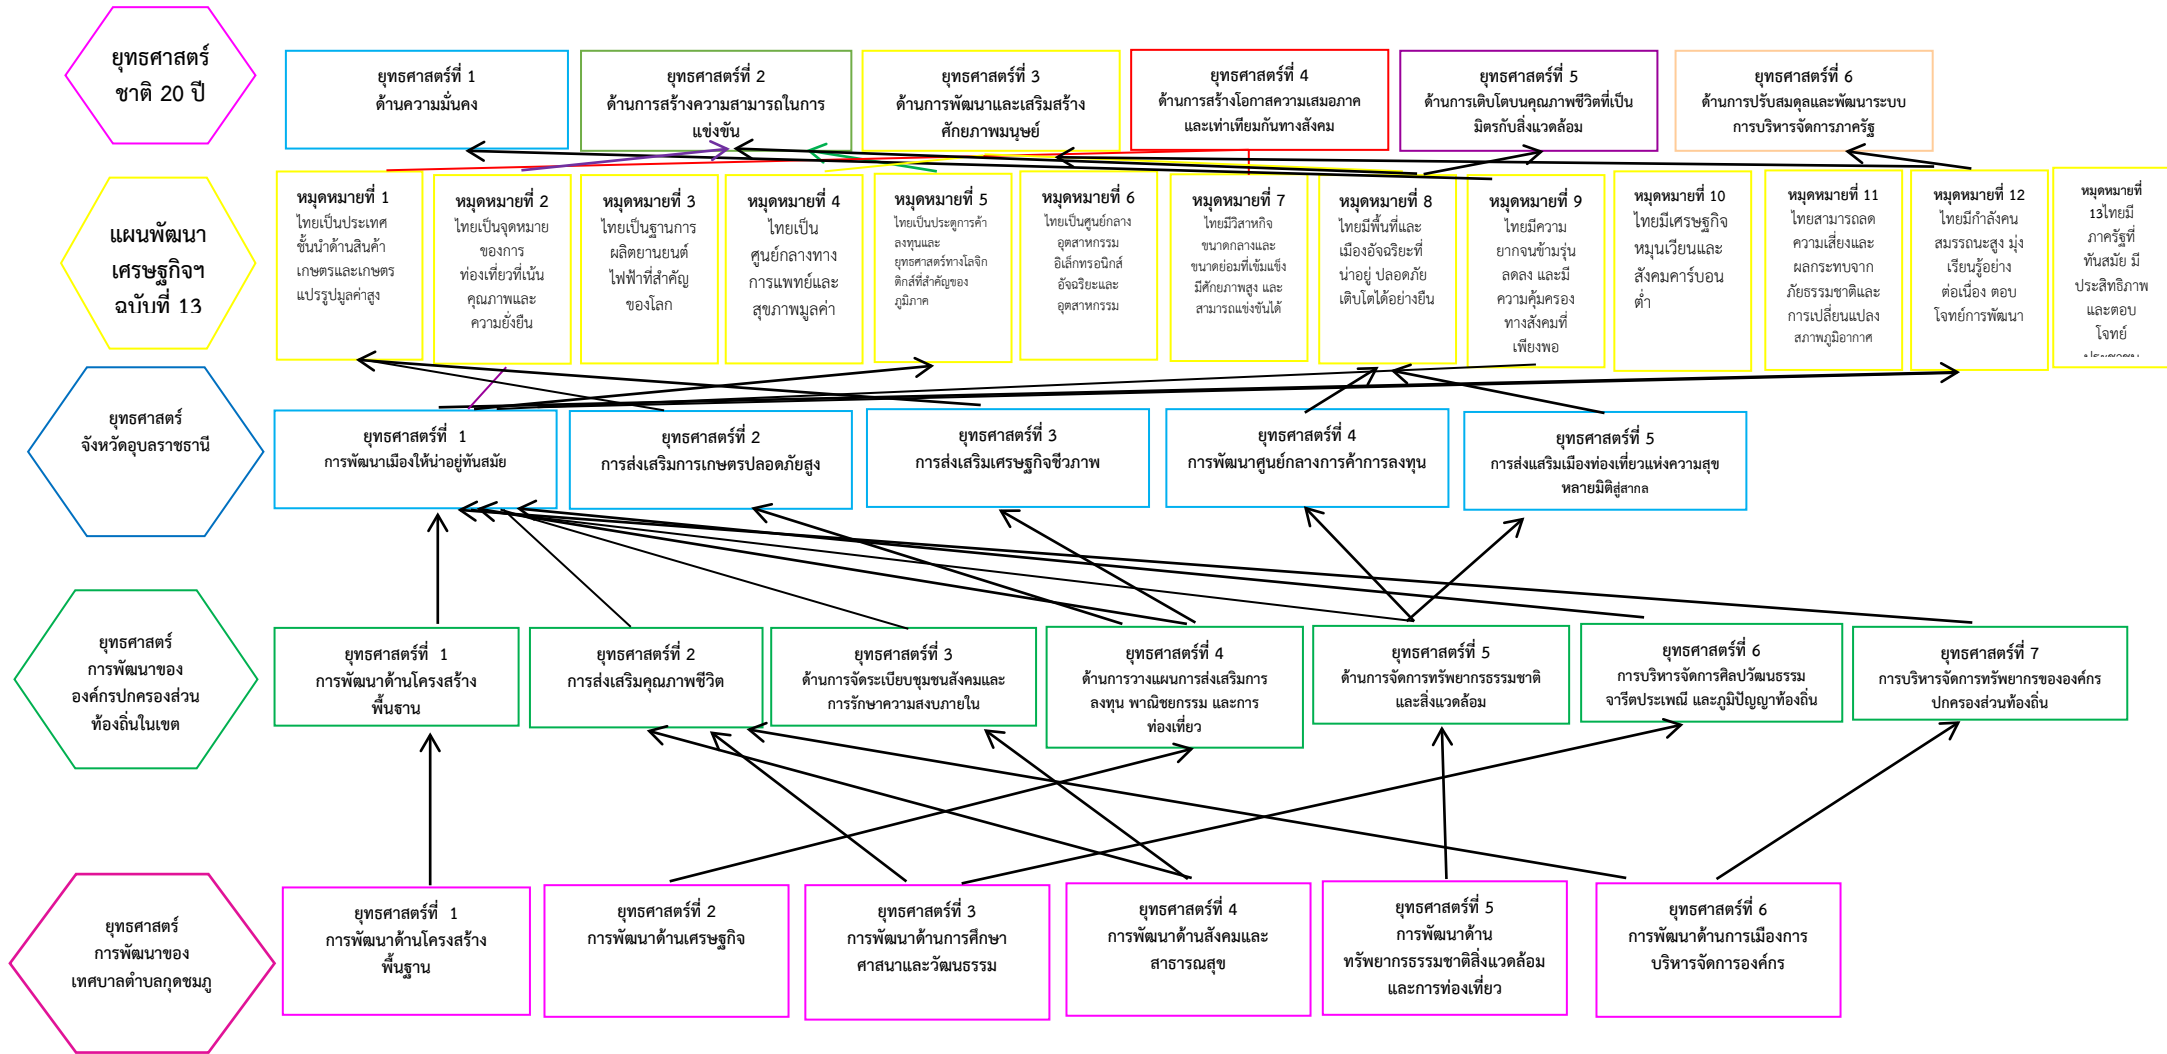 ยุทธศาสตร์
ชาติ 20 ปี
ยุทธศาสตร์ที่ 1
ด้านความมั่นคง
ยุทธศาสตร์ที่ 2
ด้านการสร้างความสามารถในการ
แข่งขัน
ยุทธศาสตร์ที่ 3
ด้านการพัฒนาและเสริมสร้าง
ศักยภาพมนุษย์
ยุทธศาสตร์ที่ 4
ด้านการสร้างโอกาสความเสมอภาค
และเท่าเทียมกันทางสังคม
ยุทธศาสตร์ที่ 5
ด้านการเติบโตบนคุณภาพชีวิตที่เป็น
มิตรกับสิ่งแวดล้อม
ยุทธศาสตร์ที่ 6
ด้านการปรับสมดุลและพัฒนาระบบ
การบริหารจัดการภาครัฐ
แผนพัฒนา
เศรษฐกิจฯ
ฉบับที่ 13
หมุดหมายที่ 1
ไทยเป็นประเทศ
ชั้นนำด้านสินค้า
เกษตรและเกษตร
แปรรูปมูลค่าสูง
หมุดหมายที่ 2
ไทยเป็นจุดหมาย
ของการ
ท่องเที่ยวที่เน้น
คุณภาพและ
ความยั่งยืน
หมุดหมายที่ 3
ไทยเป็นฐานการ
ผลิตยานยนต์
ไฟฟ้าที่สำคัญ
ของโลก
หมุดหมายที่ 4
ไทยเป็น
ศูนย์กลางทาง
การแพทย์และ
สุขภาพมูลค่า
หมุดหมายที่ 5
ไทยเป็นประตูการค้า
ลงทุนและ
ยุทธศาสตร์ทางโลจิก
ติกส์ที่สำคัญของ
ภูมิภาค
หมุดหมายที่ 6
ไทยเป็นศูนย์กลาง
อุตสาหกรรม
อิเล็กทรอนิกส์
อัจฉริยะและ
อุตสาหกรรม
หมุดหมายที่ 7
ไทยมีวิสาหกิจ
ขนาดกลางและ
ขนาดย่อมที่เข้มแข็ง
มีศักยภาพสูง และ
สามารถแข่งขันได้
หมุดหมายที่ 8
ไทยมีพื้นที่และ
เมืองอัจฉริยะที่
น่าอยู่ ปลอดภัย
เติบโตได้อย่างยืน
หมุดหมายที่ 9
ไทยมีความ
ยากจนข้ามรุ่น
ลดลง และมี
ความคุ้มครอง
ทางสังคมที่
เพียงพอ
หมุดหมายที่ 10
ไทยมีเศรษฐกิจ
หมุนเวียนและ
สังคมคาร์บอน
ต่ำ
หมุดหมายที่ 11
ไทยสามารถลด
ความเสี่ยงและ
ผลกระทบจาก
ภัยธรรมชาติและ
การเปลี่ยนแปลง
สภาพภูมิอากาศ
หมุดหมายที่ 12
ไทยมีกำลังคน
สมรรถนะสูง มุ่ง
เรียนรู้อย่าง
ต่อเนื่อง ตอบ
โจทย์การพัฒนา
หมุดหมายที่
13ไทยมี
ภาครัฐที่
ทันสมัย มี
ประสิทธิภาพ
และตอบ
โจทย์
ยุทธศาสตร์
จังหวัดอุบลราชธานี
ยุทธศาสตร์ที่ 1
การพัฒนาเมืองให้น่าอยู่ทันสมัย
ยุทธศาสตร์ที่ 2
การส่งเสริมการเกษตรปลอดภัยสูง
ยุทธศาสตร์ที่ 3
การส่งเสริมเศรษฐกิจชีวภาพ
ยุทธศาสตร์ที่ 4
การพัฒนาศูนย์กลางการค้าการลงทุน
ยุทธศาสตร์ที่ 5
การส่งแสริมเมืองท่องเที่ยวแห่งความสุข
หลายมิติสู่สากล
ยุทธศาสตร์
การพัฒนาของ
องค์กรปกครองส่วน
ท้องถิ่นในเขต
ยุทธศาสตร์ที่ 1
การพัฒนาด้านโครงสร้าง
พื้นฐาน
ยุทธศาสตร์ที่ 2
การส่งเสริมคุณภาพชีวิต
ยุทธศาสตร์ที่ 3
ด้านการจัดระเบียบชุมชนสังคมและ
การรักษาความสงบภายใน
ยุทธศาสตร์ที่ 4
ด้านการวางแผนการส่งเสริมการ
ลงทุน พาณิชยกรรม และการ
ท่องเที่ยว
ยุทธศาสตร์ที่ 5
ด้านการจัดการทรัพยากรธรรมชาติ
และสิ่งแวดล้อม
ยุทธศาสตร์ที่ 6
การบริหารจัดการศิลปวัฒนธรรม
จารีตประเพณี และภูมิปัญญาท้องถิ่น
ยุทธศาสตร์ที่ 7
การบริหารจัดการทรัพยากรขององค์กร
ปกครองส่วนท้องถิ่น
ยุทธศาสตร์
การพัฒนาของ
เทศบาลตำบลกุดชมภู
ยุทธศาสตร์ที่ 1
การพัฒนาด้านโครงสร้าง
พื้นฐาน
ยุทธศาสตร์ที่ 2
การพัฒนาด้านเศรษฐกิจ
ยุทธศาสตร์ที่ 3
การพัฒนาด้านการศึกษา
ศาสนาและวัฒนธรรม
ยุทธศาสตร์ที่ 4
การพัฒนาด้านสังคมและ
สาธารณสุข
ยุทธศาสตร์ที่ 5
การพัฒนาด้าน
ทรัพยากรธรรมชาติสิ่งแวดล้อม
และการท่องเที่ยว
ยุทธศาสตร์ที่ 6
การพัฒนาด้านการเมืองการ
บริหารจัดการองค์กร